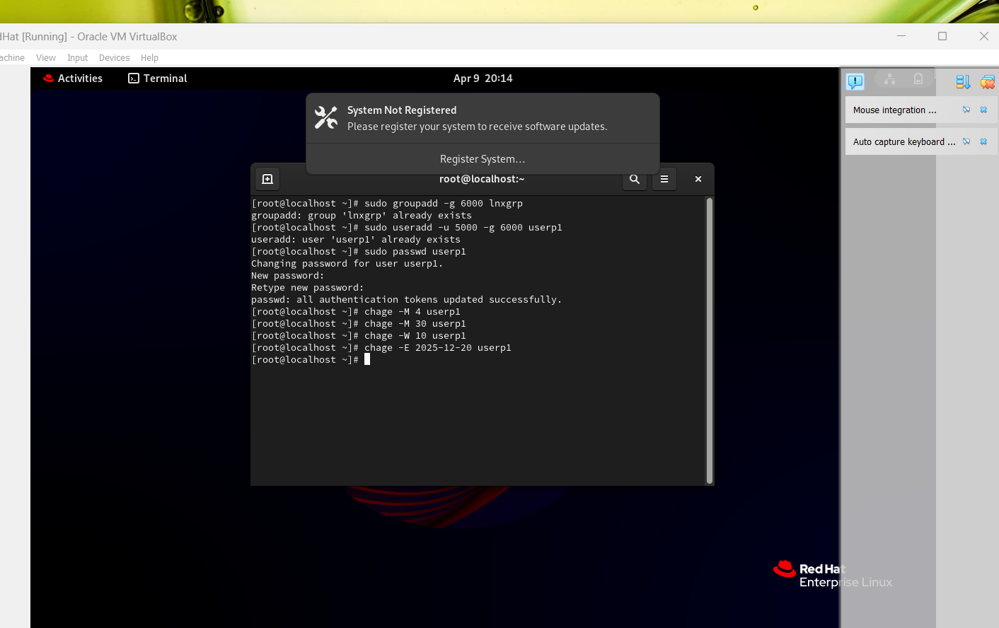 dHat [Running] - Oracle VM VirtualBox
achine View Input Devices Help
Activities Terminal Apr 9 20:14
System Not Registered
Please register your system to receive software updates.
Register System...
root@localhost:~
[root@localhost ~]# sudo groupadd -g 6000 lnxgrp
groupadd: group 'lnxgrp' already exists
[root@localhost ~]# sudo useradd -u 5000 -g 6000 userp1
useradd: user 'userp1' already exists
[root@localhost ~]# sudo passwd userp1
Changing password for user userp1.
New password:
Retype new password:
passwd: all authentication tokens updated successfully.
[root@localhost ~]# chage -M 4 userp1
[root@localhost ~]# chage -M 30 userp1
[root@localhost ~]# chage -W 10 userp1
[root@localhost ~]# chage -E 2025-12-20 userp1
[root@localhost ~]#
Mouse integration ...
Auto capture keyboard ...
Red Hat
Enterprise Linux